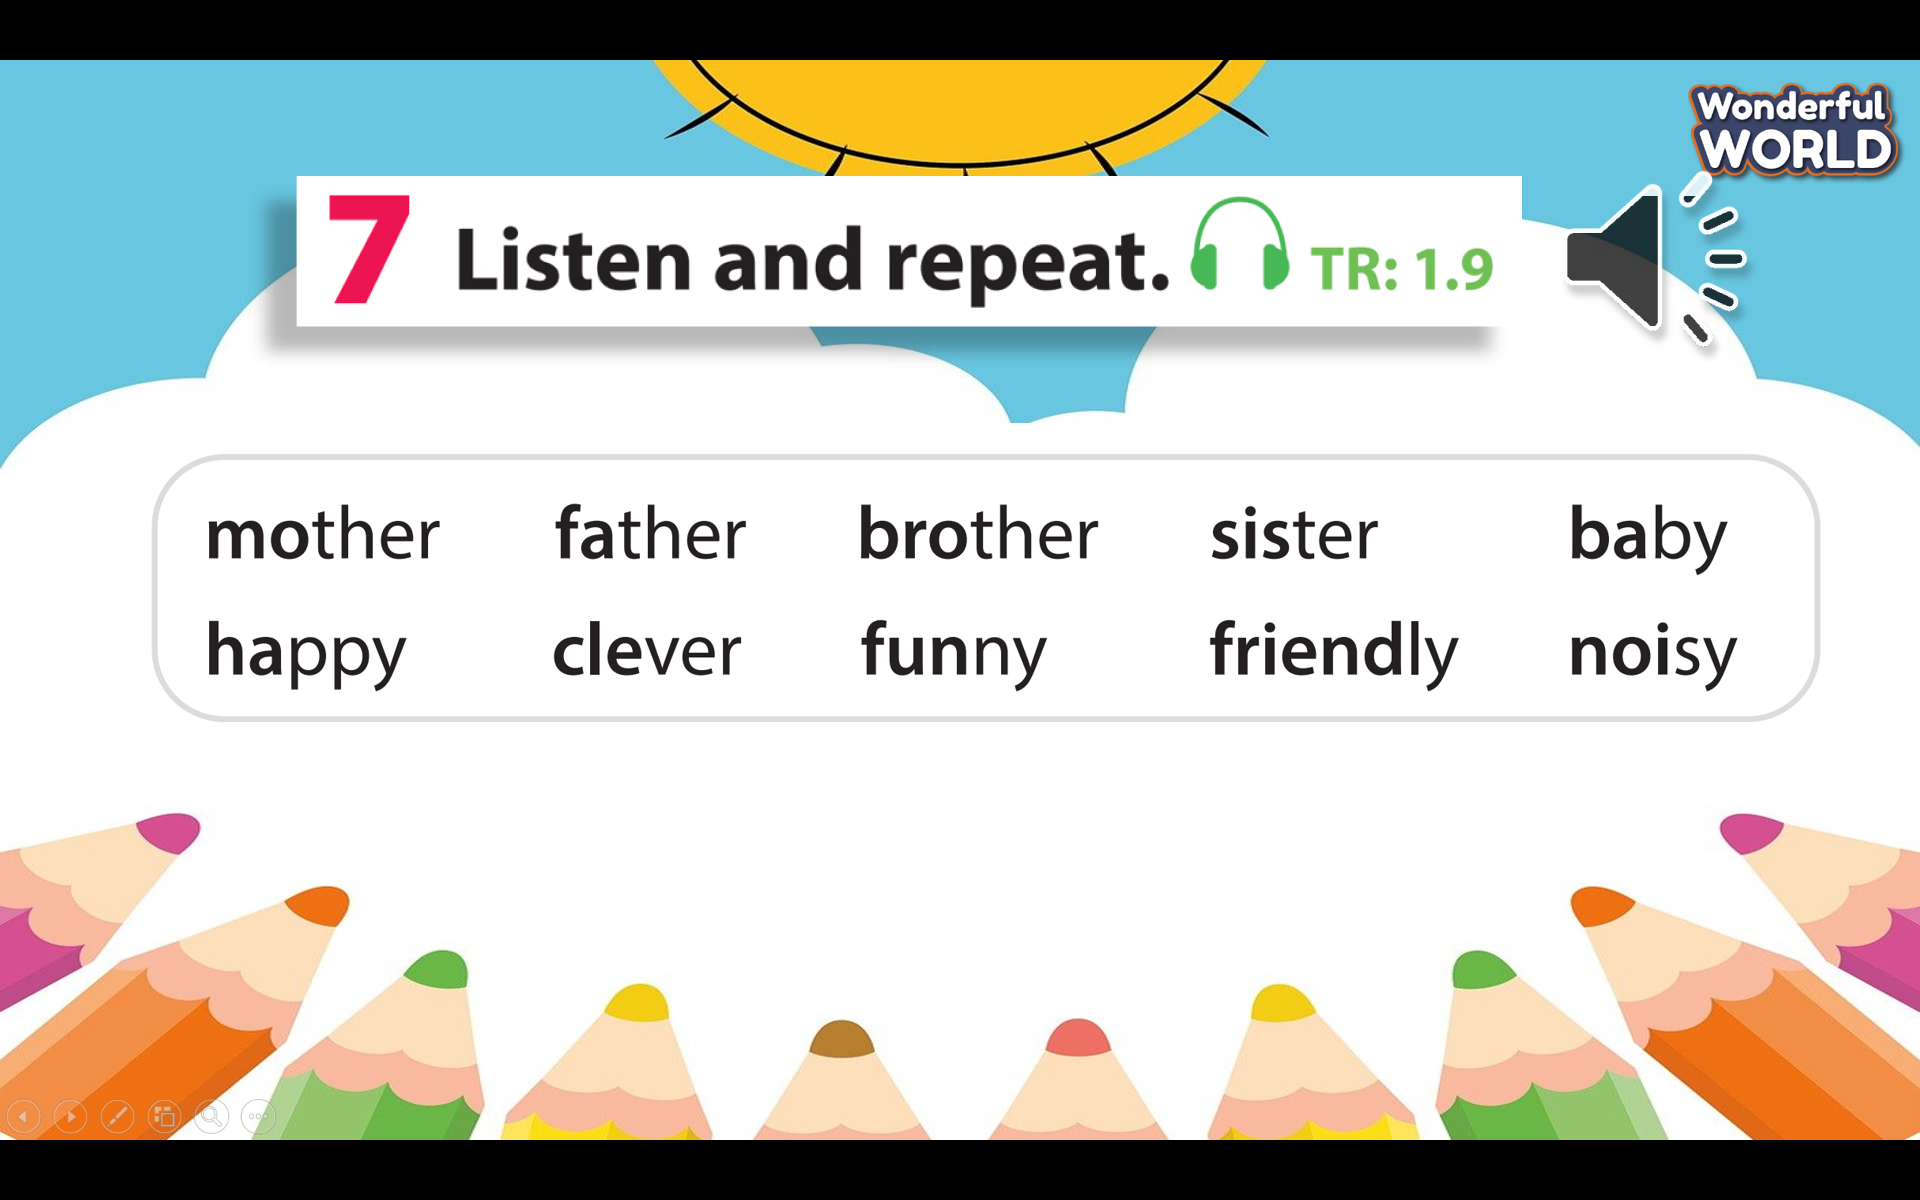 Wonderful
WORLD
7 Listen and repeat. TR: 1.9
mother father brother sister baby
happy clever funny friendly noisy